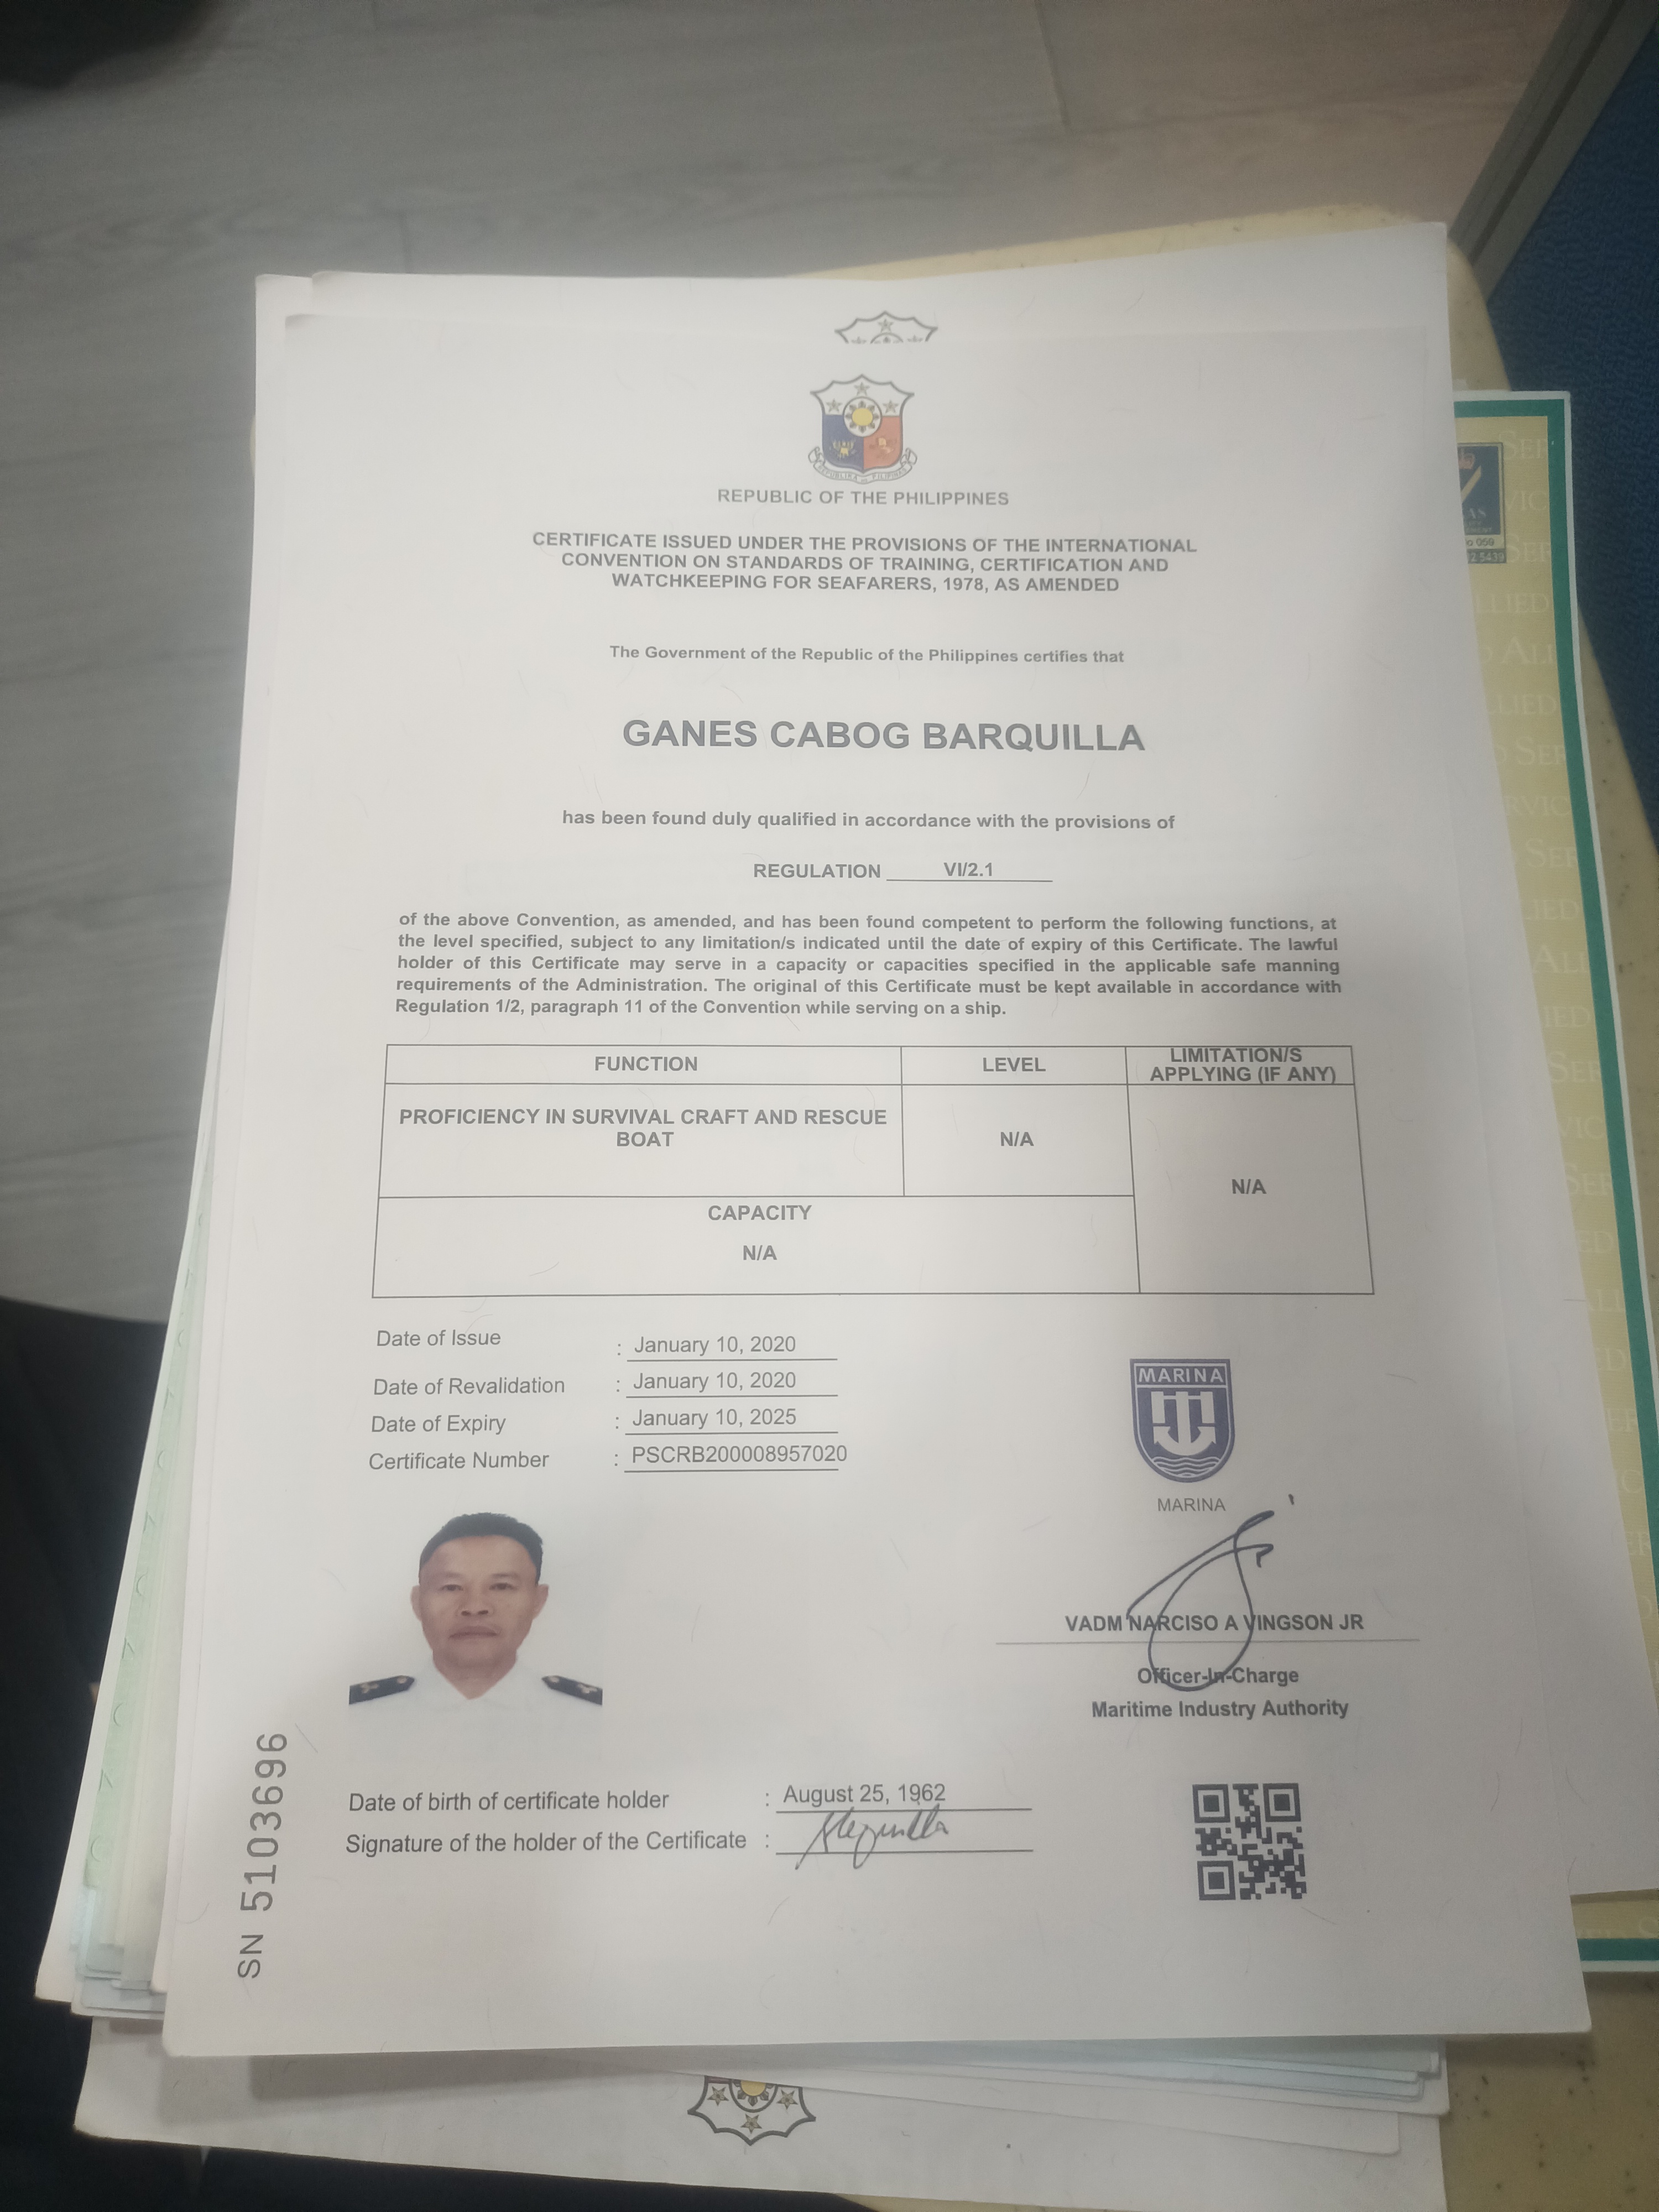 REPUBLIC OF THE PHILIPPINES
CERTIFICATE ISSUED UNDER THE PROVISIONS OF THE INTERNATIONAL
CONVENTION ON STANDARDS OF TRAINING, CERTIFICATION AND
WATCHKEEPING FOR SEAFARERS, 1978, AS AMENDED
The Government of the Republic of the Philippines certifies that
GANES CABOG BARQUILLA
has been found duly qualified in accordance with the provisions of
REGULATION VI/2.1
of the above Convention, as amended, and has been found competent to perform the following functions, at
the level specified, subject to any limitation/s indicated until the date of expiry of this Certificate. The lawful
holder of this Certificate may serve in a capacity or capacities specified in the applicable safe manning
requirements of the Administration. The original of this Certificate must be kept available in accordance with
Regulation 1/2, paragraph 11 of the Convention while serving on a ship.
FUNCTION LEVEL LIMITATION/S
APPLYING (IF ANY)
PROFICIENCY IN SURVIVAL CRAFT AND RESCUE
BOAT
N/A
N/A
CAPACITY
N/A
Date of Issue : January 10, 2020
Date of Revalidation : January 10, 2020
Date of Expiry : January 10, 2025
Certificate Number : PSCRB200008957020
MARINA
MARINA
VADM NARCISO A VINGSON JR
Officer-In-Charge
Maritime Industry Authority
Date of birth of certificate holder : August 25, 1962
Signature of the holder of the Certificate :
SN 5103696